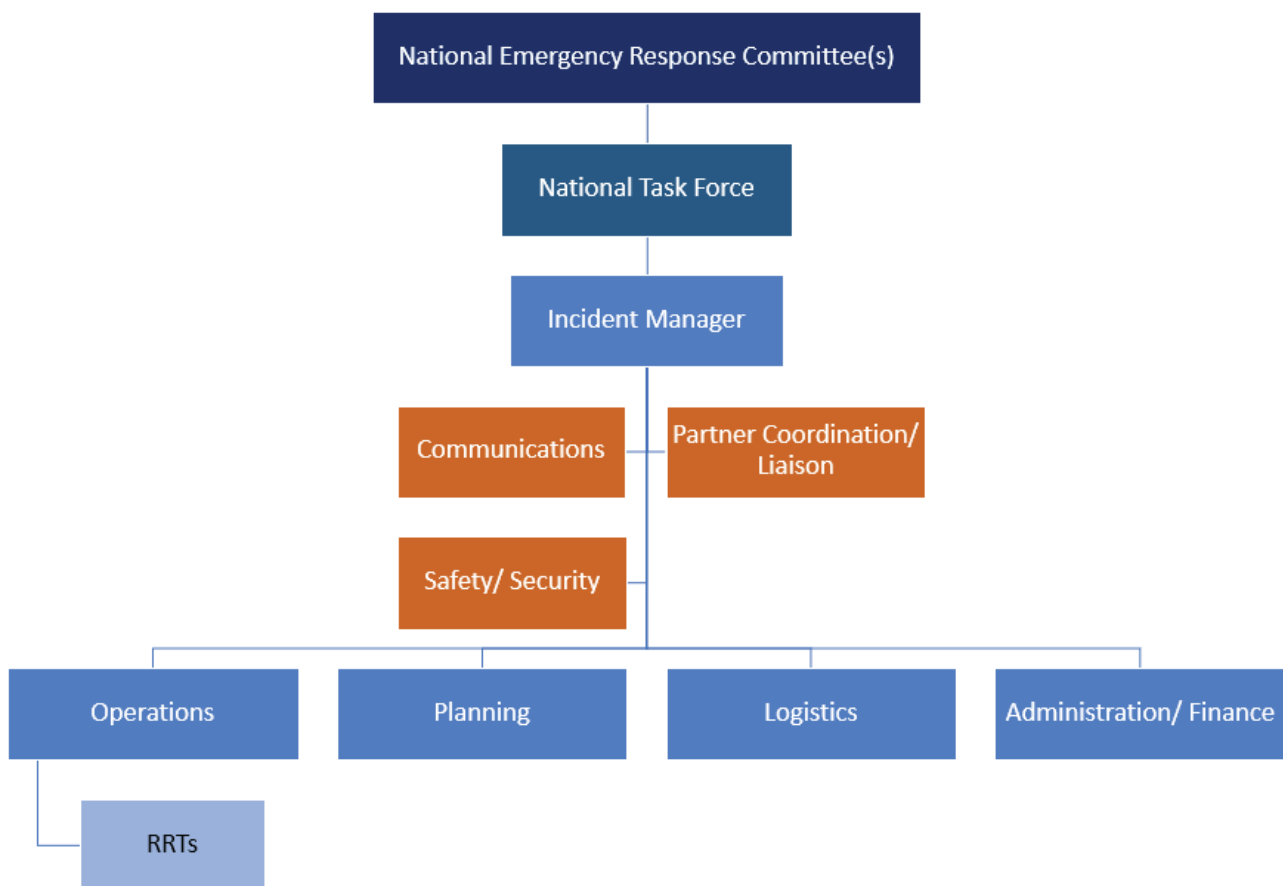 National Emergency Response Committee(s)
National Task Force
Incident Manager
Communications
Partner Coordination/
Liaison
Safety/ Security
Operations
Planning
Logistics
Administration/ Finance
RRTs